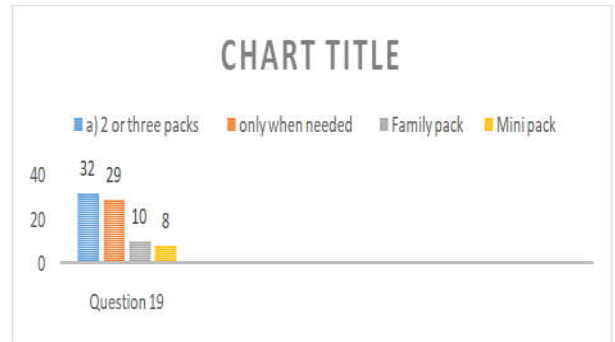 CHART TITLE
a) 2 or three packs only when needed Family pack Mini pack
40
32 29
20
10 8
0
Question 19